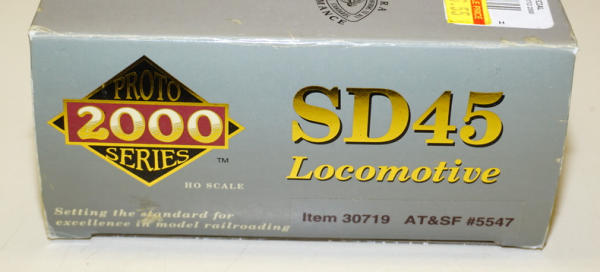 PROTO
2000
SERIES
™
HO SCALE
Setting the standard for
excellence in model railroading
SD45
Locomotive
Item 30719 AT&SF #5547